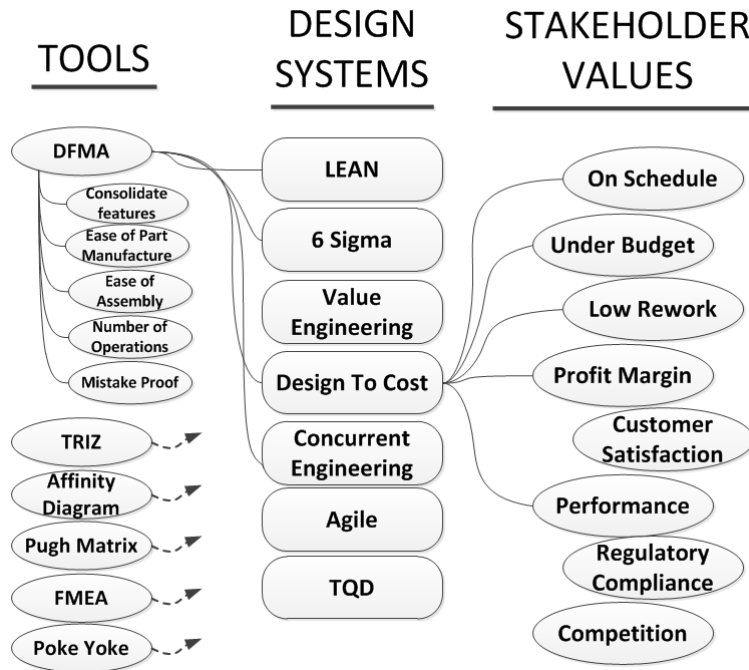 TOOLS
DESIGN
SYSTEMS
STAKEHOLDER
VALUES
DFMA
Consolidate
features
Ease of Part
Manufacture
Ease of
Assembly
Number of
Operations
Mistake Proof
TRIZ
Affinity
Diagram
Pugh Matrix
FMEA
Poke Yoke
LEAN
6 Sigma
Value
Engineering
Design To Cost
Concurrent
Engineering
Agile
TQD
On Schedule
Under Budget
Low Rework
Profit Margin
Customer
Satisfaction
Performance
Regulatory
Compliance
Competition